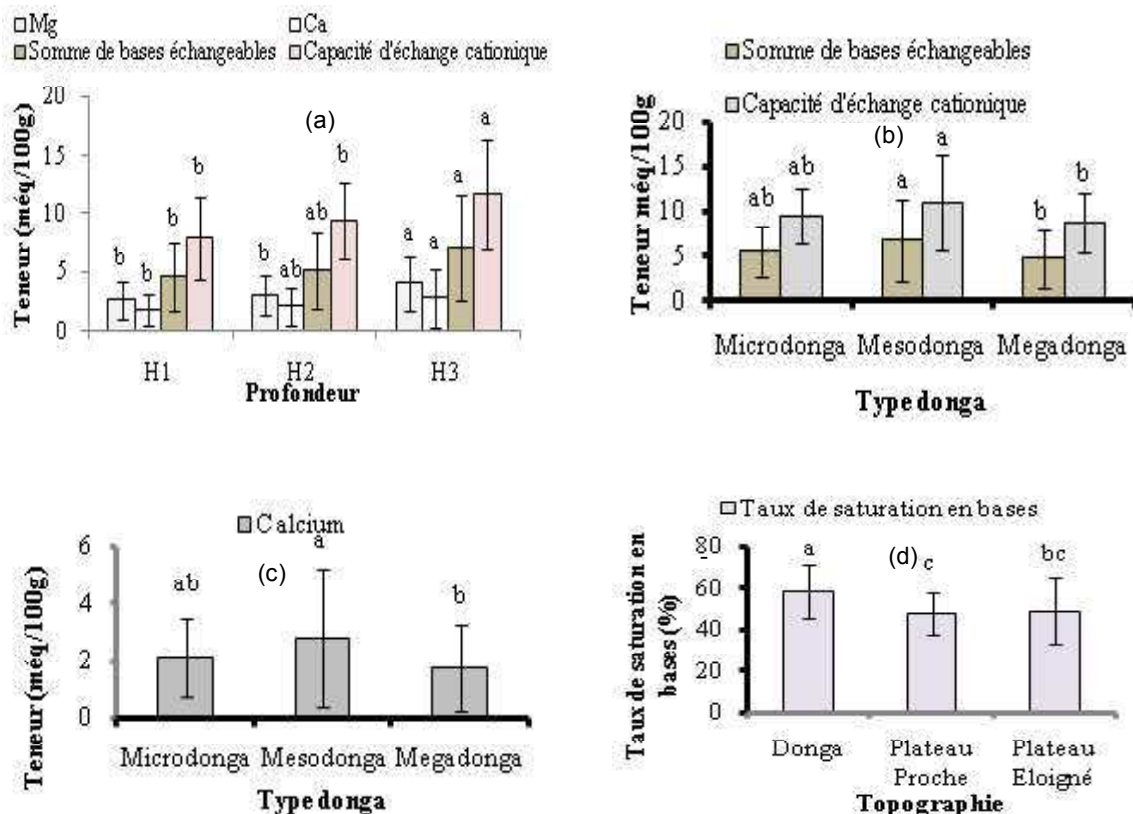 Mg Ca
Somme de bases échangeables Capacité d'échange cationique
Teneur (méq/100g)
20
15
10
5
0
(a)
b b b b
b ab ab b
a a a a
H1 H2 H3
Profondeur
Somme de bases échangeables
Capacité d'échange cationique
Teneur méq/100g
20
15
10
5
0
(b)
ab ab a a b b
Microdonga Mesodonga Megadonga
Type donga
Calcium
Teneur (méq/100g)
6
4
2
0
(c)
ab a b
Microdonga Mesodonga Megadonga
Type donga
Taux de saturation en bases
Taux de saturation en
bases (%)
80
60
40
20
0
(d)
a c bc
Donga Plateau Plateau
Proche Eloigné
Topographie